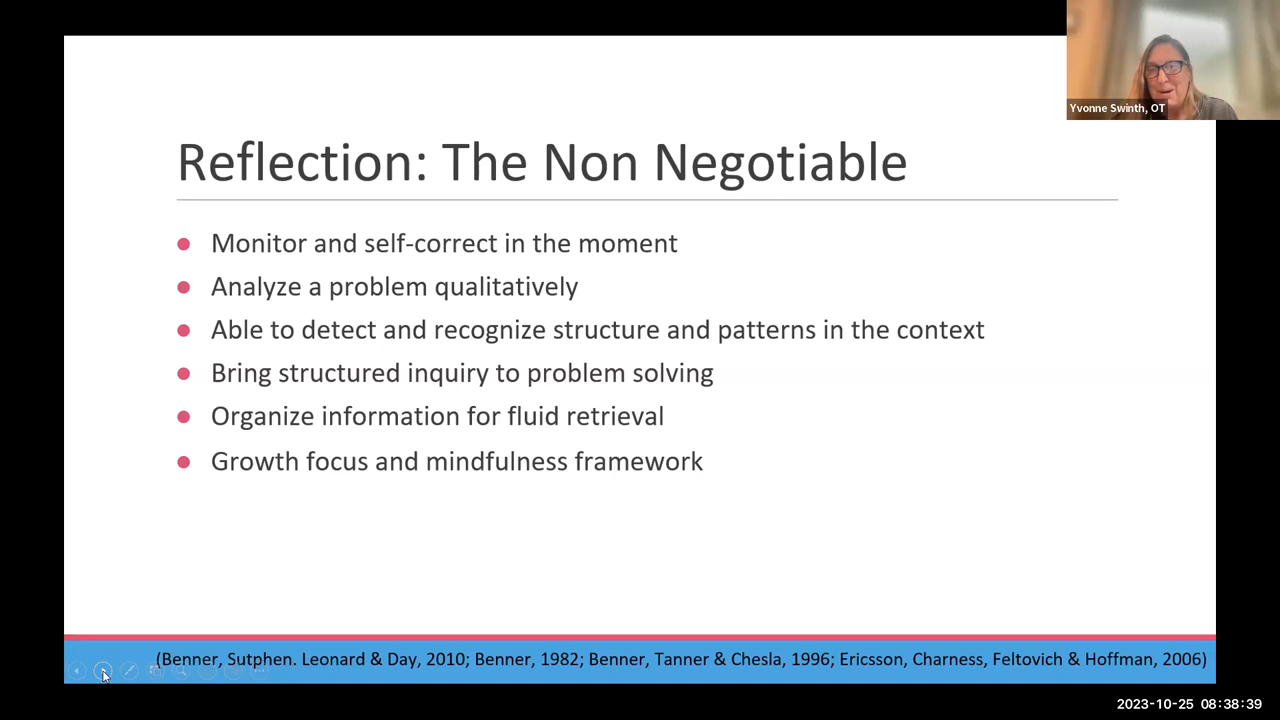 Yvonne Swinth, OT
Reflection: The Non Negotiable
Monitor and self-correct in the moment
Analyze a problem qualitatively
Able to detect and recognize structure and patterns in the context
Bring structured inquiry to problem solving
Organize information for fluid retrieval
Growth focus and mindfulness framework
(Benner, Sutphen. Leonard & Day, 2010; Benner, 1982; Benner, Tanner & Chesla, 1996; Ericsson, Charness, Feltovich & Hoffman, 2006)
2023-10-25 08:38:39